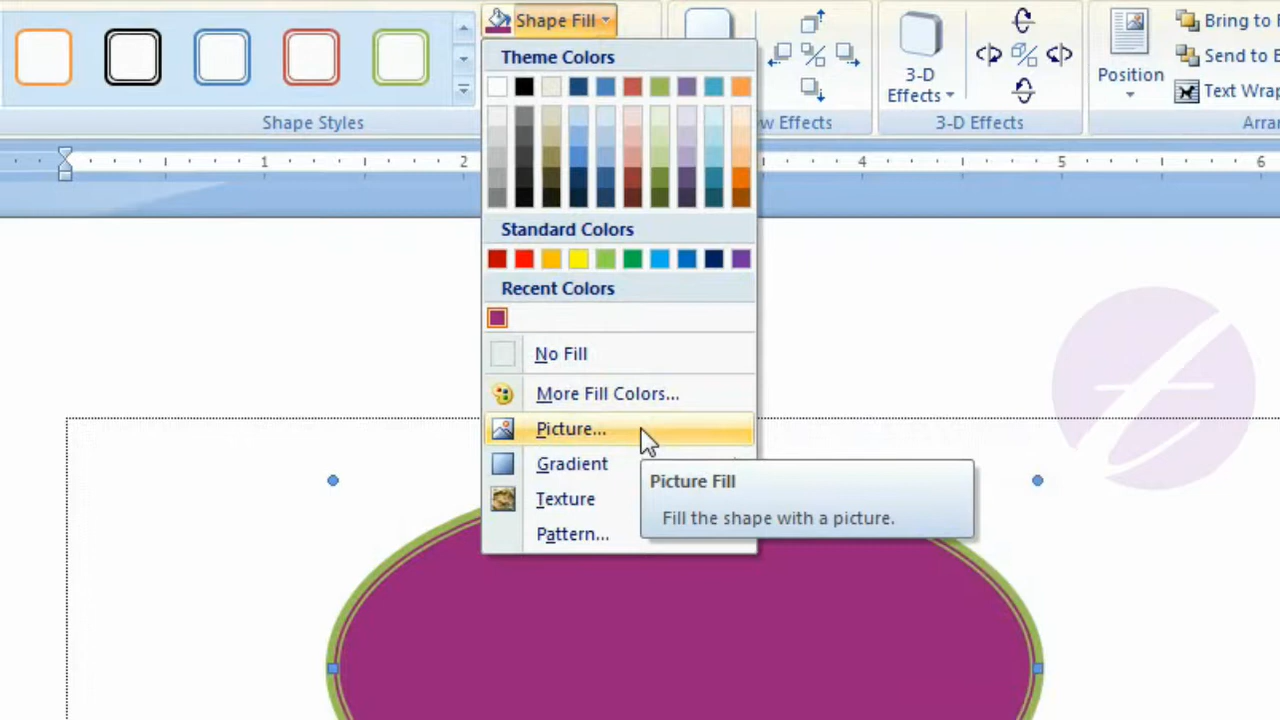 Shape Fill
Theme Colors
Standard Colors
Recent Colors
No Fill
More Fill Colors...
Picture...
Gradient
Texture
Pattern...
Picture Fill
Fill the shape with a picture.
Shape Styles
w Effects
3-D
Effects
3-D Effects
Position
Bring to F
Send to B
Text Wrap
Arran
1
2
4
5
6